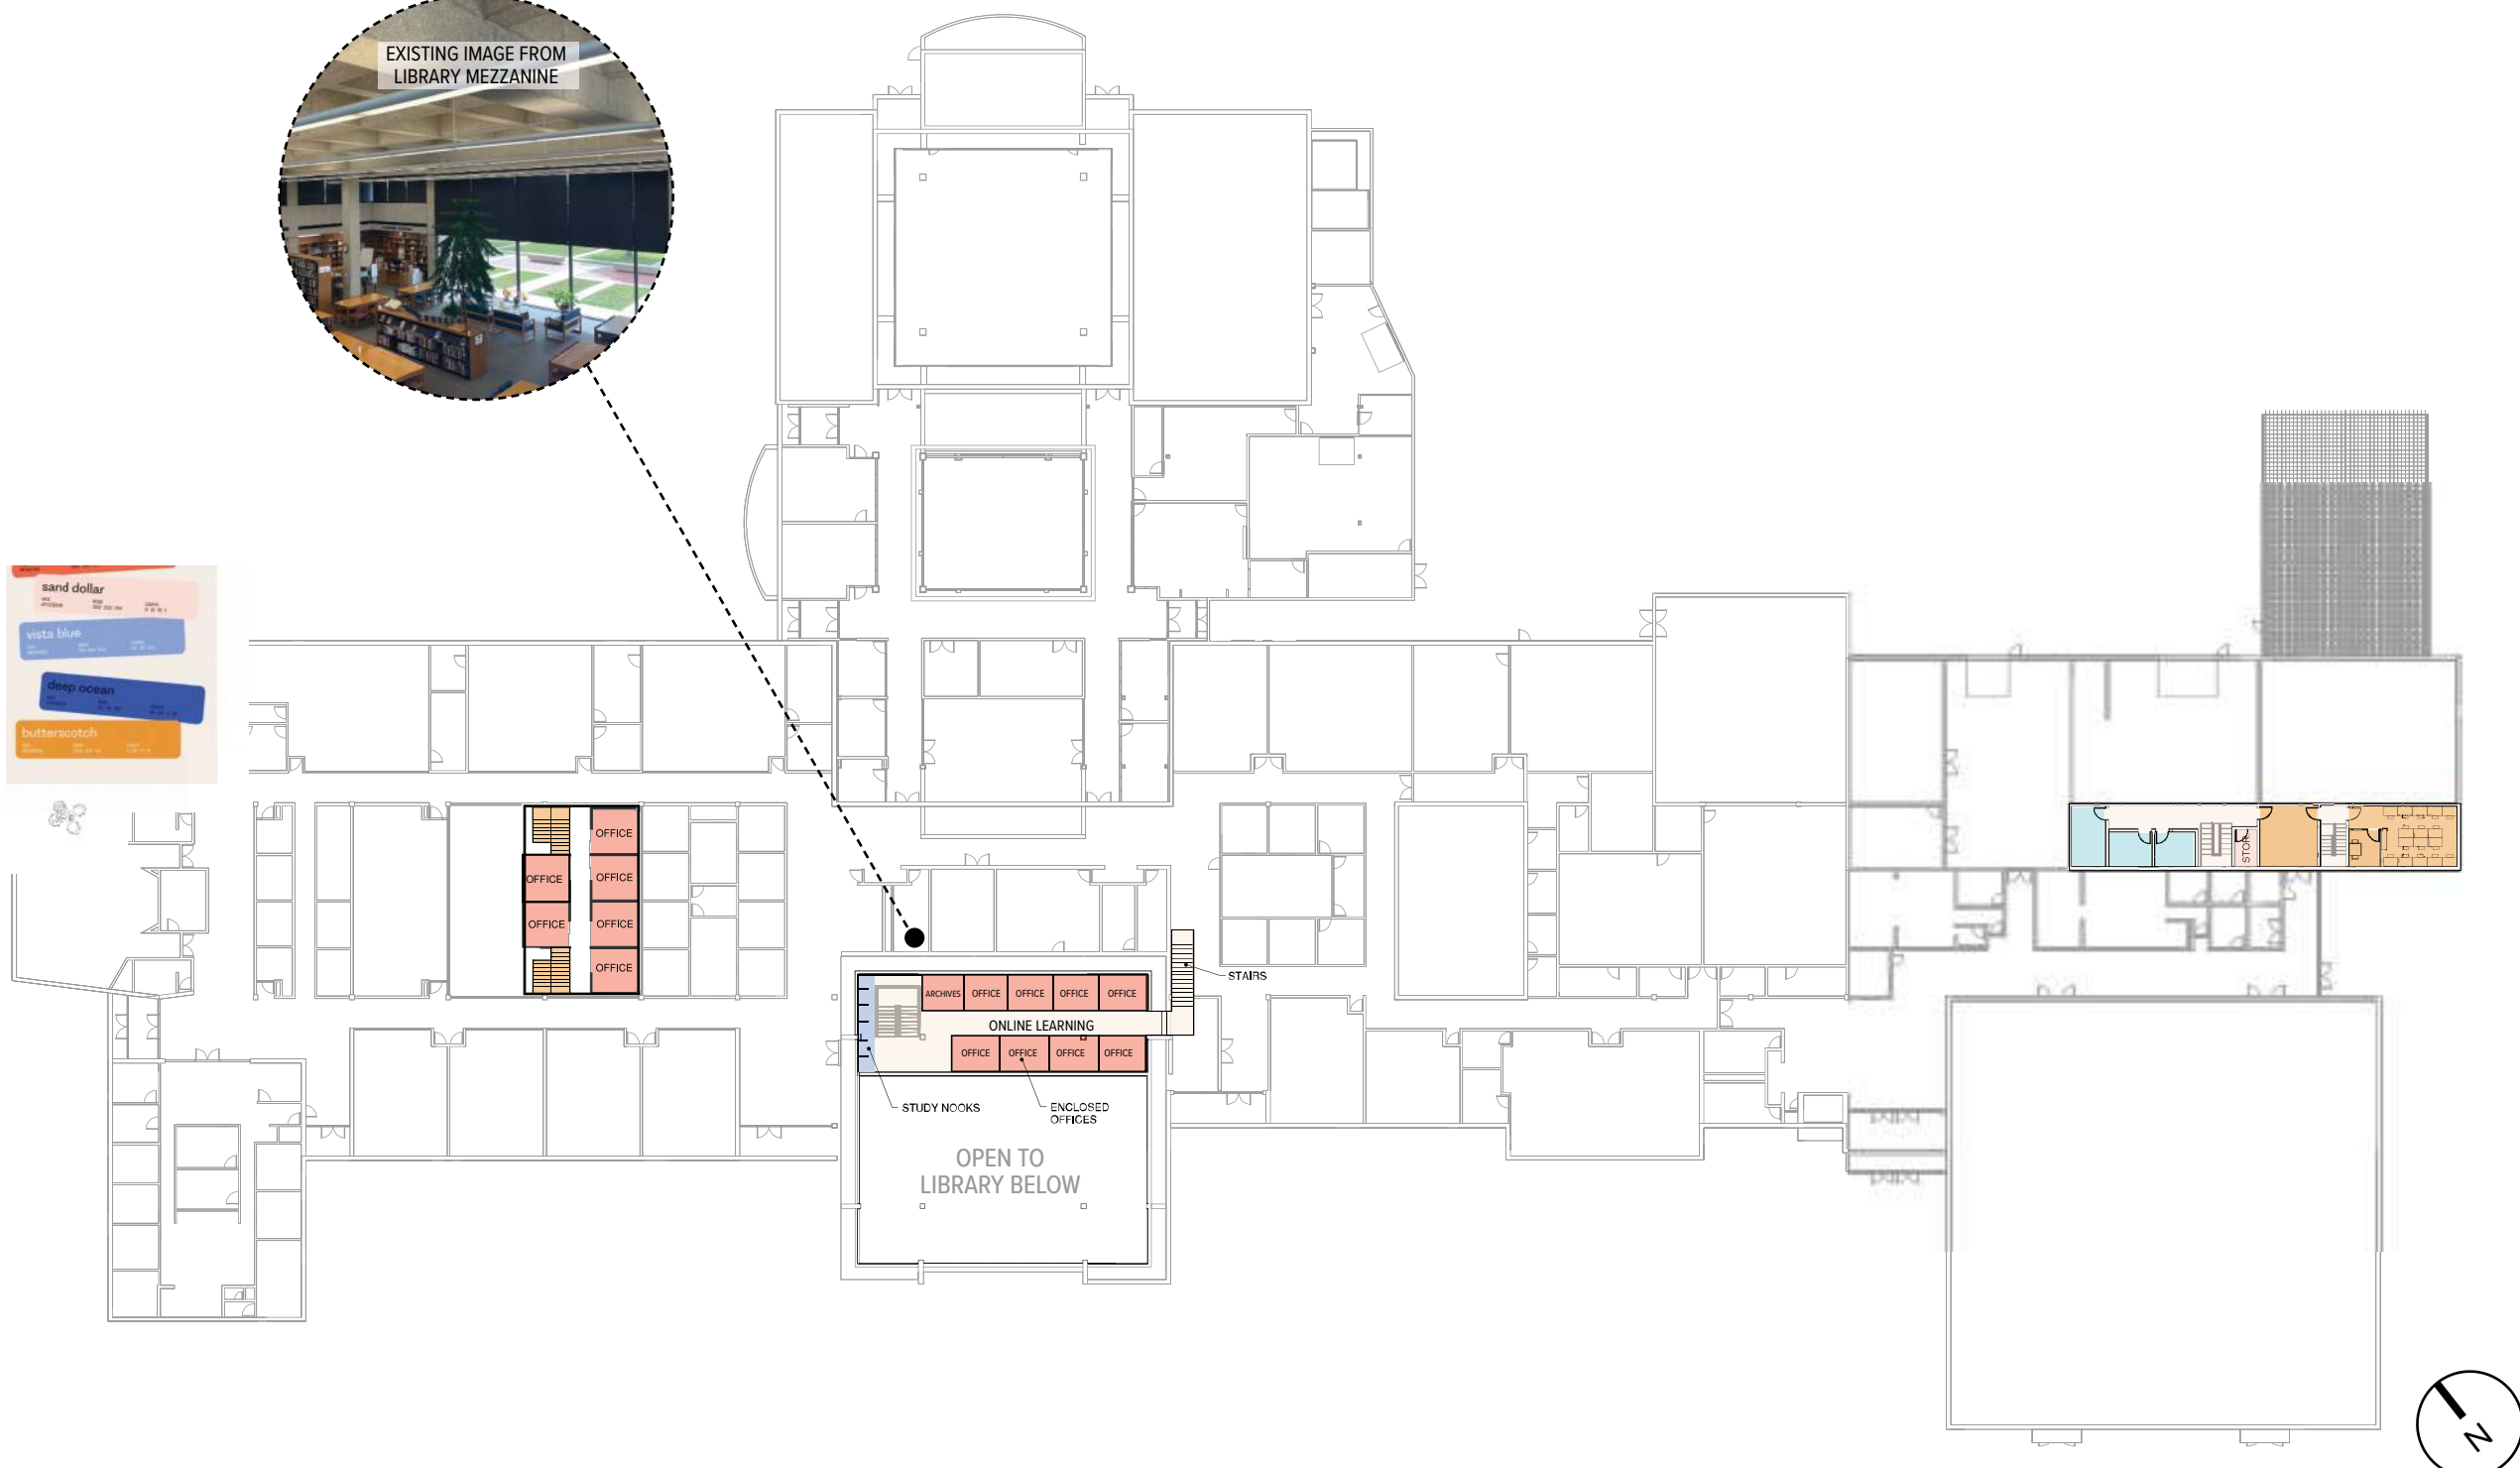 EXISTING IMAGE FROM
LIBRARY MEZZANINE
sand dollar
vista blue
deep ocean
butterscotch
OFFICE
OFFICE
OFFICE
OFFICE
OFFICE
OFFICE
STOR.
STAIRS
ARCHIVES
OFFICE
OFFICE
OFFICE
OFFICE
ONLINE LEARNING
OFFICE
OFFICE
OFFICE
OFFICE
STUDY NOOKS
ENCLOSED
OFFICES
OPEN TO
LIBRARY BELOW
N